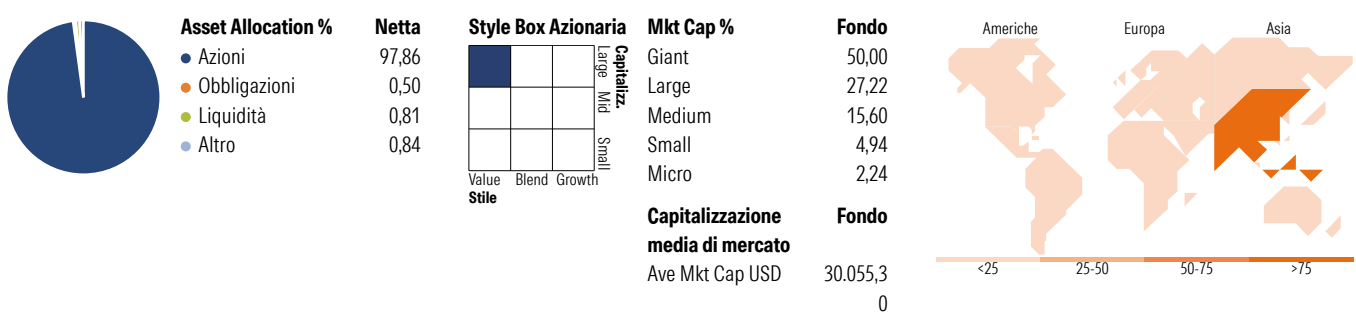 Asset Allocation % Netta
Azioni 97,86
Obbligazioni 0,50
Liquidità 0,81
Altro 0,84
Style Box Azionaria
Capitalizz.
Large Mid Small
Value Blend Growth
Stile
Mkt Cap % Fondo
Giant 50,00
Large 27,22
Medium 15,60
Small 4,94
Micro 2,24
Capitalizzazione Fondo
media di mercato
Ave Mkt Cap USD 30.055,3
0
Americhe Europa Asia
<25 25-50 50-75 >75